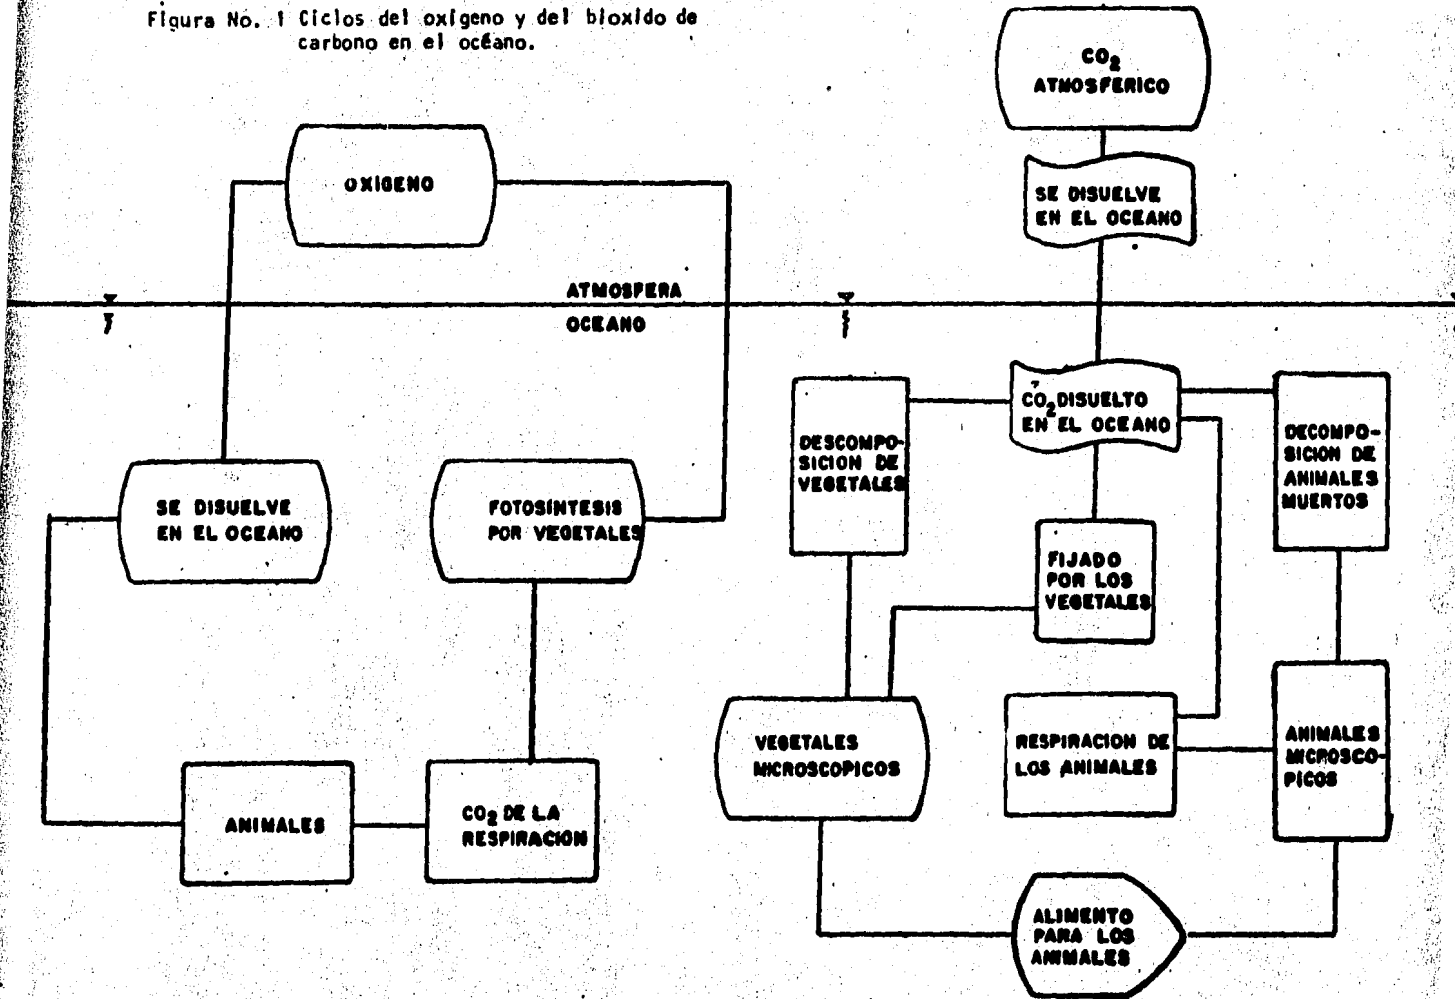 Figura No. 1 Ciclos del oxígeno y del bioxido de
carbono en el océano.
OXIGENO
CO2
ATMOSFERICO
SE DISUELVE
EN EL OCEANO
ATMOSFERA
OCEANO
SE DISUELVE
EN EL OCEANO
FOTOSÍNTESIS
POR VEGETALES
ANIMALES
CO2 DE LA
RESPIRACION
CO2 DISUELTO
EN EL OCEANO
DESCOMPO-
SICION DE
VEGETALES
DECOMPO-
SICION DE
ANIMALES
MUERTOS
FIJADO
POR LOS
VEGETALES
VEGETALES
MICROSCOPICOS
RESPIRACION DE
LOS ANIMALES
ANIMALES
MICROSCO-
PICOS
ALIMENTO
PARA LOS
ANIMALES